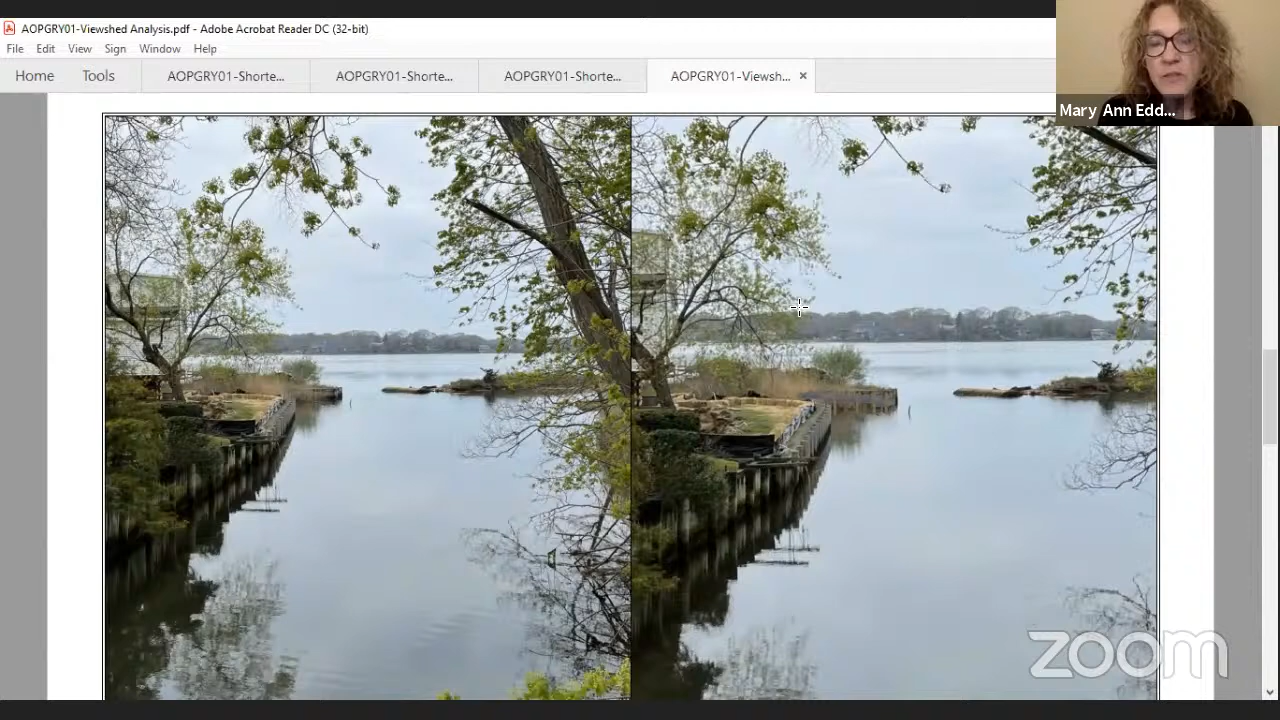 AOPGRY01-Viewshed Analysis.pdf - Adobe Acrobat Reader DC (32-bit)
File Edit View Sign Window Help
Home Tools AOPGRY01-Shorte... AOPGRY01-Shorte... AOPGRY01-Shorte... AOPGRY01-Viewsh... ×
Mary Ann Edd...
zoom